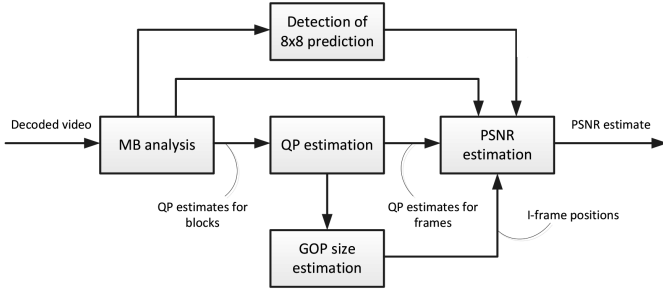 Detection of
8x8 prediction
Decoded video
MB analysis
QP estimation
PSNR
estimation
PSNR estimate
QP estimates for
blocks
QP estimates for
frames
I-frame positions
GOP size
estimation